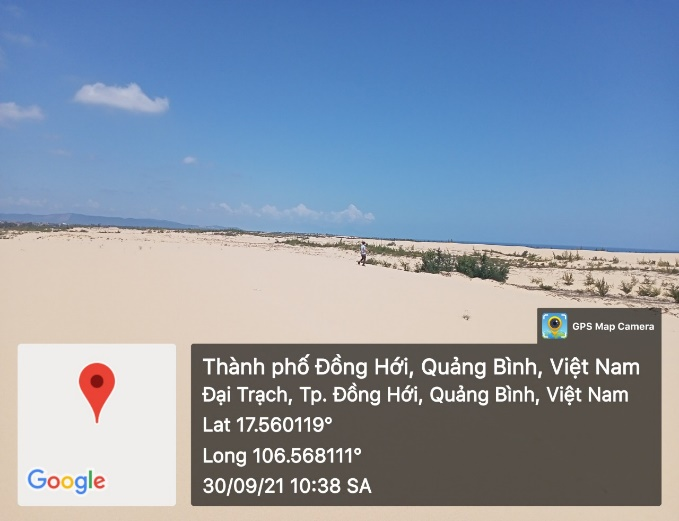 GPS Map Camera
Thành phố Đồng Hới, Quảng Bình, Việt Nam
Đại Trạch, Tp. Đồng Hới, Quảng Bình, Việt Nam
Lat 17.560119°
Long 106.568111°
30/09/21 10:38 SA
Google